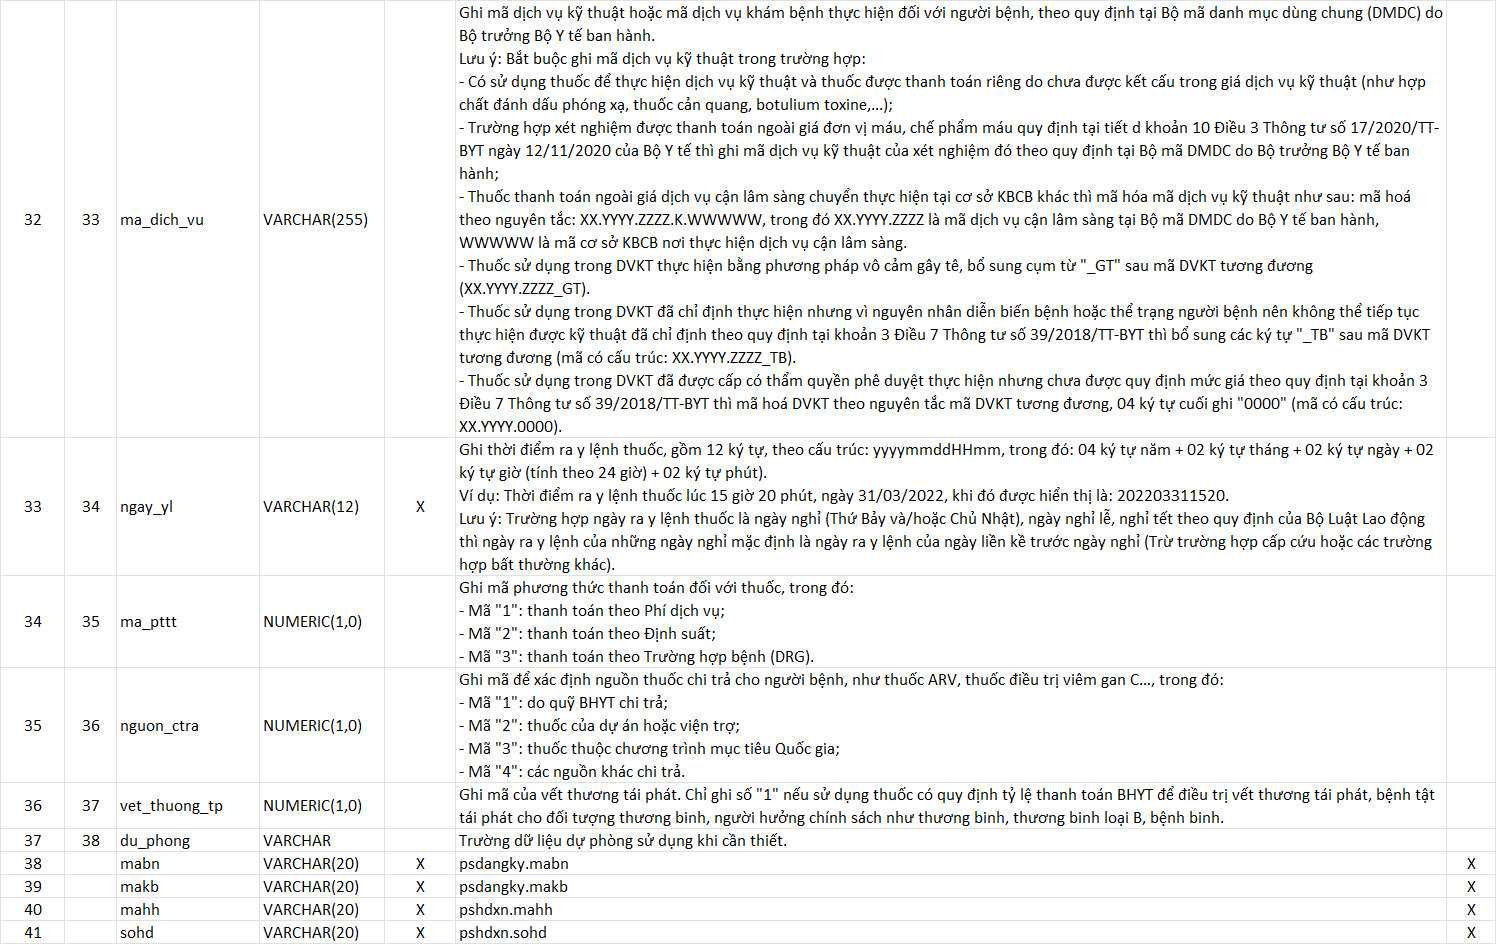 Ghi mã dịch vụ kỹ thuật hoặc mã dịch vụ khám bệnh thực hiện đối với người bệnh, theo quy định tại Bộ mã danh mục dùng chung (DMDC) do
Bộ trưởng Bộ Y tế ban hành.
Lưu ý: Bắt buộc ghi mã dịch vụ kỹ thuật trong trường hợp:
- Có sử dụng thuốc để thực hiện dịch vụ kỹ thuật và thuốc được thanh toán riêng do chưa được kết cấu trong giá dịch vụ kỹ thuật (như hợp
chất đánh dấu phóng xạ, thuốc cản quang, botulium toxine,...);
- Trường hợp xét nghiệm được thanh toán ngoài giá đơn vị máu, chế phẩm máu quy định tại tiết d khoản 10 Điều 3 Thông tư số 17/2020/TT-
BYT ngày 12/11/2020 của Bộ Y tế thì ghi mã dịch vụ kỹ thuật của xét nghiệm đó theo quy định tại Bộ mã DMDC do Bộ trưởng Bộ Y tế ban
hành;
- Thuốc thanh toán ngoài giá dịch vụ cận lâm sàng chuyển thực hiện tại cơ sở KBCB khác thì mã hóa mã dịch vụ kỹ thuật như sau: mã hoá
32 33 ma_dich_vu VARCHAR(255) theo nguyên tắc: XX.YYYY.ZZZZ.K.WWWWW, trong đó XX.YYYY.ZZZZ là mã dịch vụ cận lâm sàng tại Bộ mã DMDC do Bộ Y tế ban hành,
WWWWW là mã cơ sở KBCB nơi thực hiện dịch vụ cận lâm sàng.
- Thuốc sử dụng trong DVKT thực hiện bằng phương pháp vô cảm gây tê, bổ sung cụm từ "_GT" sau mã DVKT tương đương
(XX.YYYY.ZZZZ_GT).
- Thuốc sử dụng trong DVKT đã chỉ định thực hiện nhưng vì nguyên nhân diễn biến bệnh hoặc thể trạng người bệnh nên không thể tiếp tục
thực hiện được kỹ thuật đã chỉ định theo quy định tại khoản 3 Điều 7 Thông tư số 39/2018/TT-BYT thì bổ sung các ký tự "_TB" sau mã DVKT
tương đương (mã có cấu trúc: XX.YYYY.ZZZZ_TB).
- Thuốc sử dụng trong DVKT đã được cấp có thẩm quyền phê duyệt thực hiện nhưng chưa được quy định mức giá theo quy định tại khoản 3
Điều 7 Thông tư số 39/2018/TT-BYT thì mã hoá DVKT theo nguyên tắc mã DVKT tương đương, 04 ký tự cuối ghi "0000" (mã có cấu trúc:
XX.YYYY.0000).
Ghi thời điểm ra y lệnh thuốc, gồm 12 ký tự, theo cấu trúc: yyyymmddHHmm, trong đó: 04 ký tự năm + 02 ký tự tháng + 02 ký tự ngày + 02
ký tự giờ (tính theo 24 giờ) + 02 ký tự phút).
Ví dụ: Thời điểm ra y lệnh thuốc lúc 15 giờ 20 phút, ngày 31/03/2022, khi đó được hiển thị là: 202203311520.
33 34 ngay_yl VARCHAR(12) X
Lưu ý: Trường hợp ngày ra y lệnh thuốc là ngày nghỉ (Thứ Bảy và/hoặc Chủ Nhật), ngày nghỉ lễ, nghỉ tết theo quy định của Bộ Luật Lao động
thì ngày ra y lệnh của những ngày nghỉ mặc định là ngày ra y lệnh của ngày liền kề trước ngày nghỉ (Trừ trường hợp cấp cứu hoặc các trường
hợp bất thường khác).
Ghi mã phương thức thanh toán đối với thuốc, trong đó:
- Mã "1": thanh toán theo Phí dịch vụ;
34 35 ma_pttt NUMERIC(1,0)
- Mã "2": thanh toán theo Định suất;
- Mã "3": thanh toán theo Trường hợp bệnh (DRG).
Ghi mã để xác định nguồn thuốc chi trả cho người bệnh, như thuốc ARV, thuốc điều trị viêm gan C..., trong đó:
- Mã "1": do quỹ BHYT chi trả;
35 36 nguon_ctra NUMERIC(1,0) - Mã "2": thuốc của dự án hoặc viện trợ;
- Mã "3": thuốc thuộc chương trình mục tiêu Quốc gia;
- Mã "4": các nguồn khác chi trả.
36 37 vet_thuong_tp NUMERIC(1,0) Ghi mã của vết thương tái phát. Chỉ ghi số "1" nếu sử dụng thuốc có quy định tỷ lệ thanh toán BHYT để điều trị vết thương tái phát, bệnh tật
tái phát cho đối tượng thương binh, người hưởng chính sách như thương binh, thương binh loại B, bệnh binh.
37 38 du_phong VARCHAR Trường dữ liệu dự phòng sử dụng khi cần thiết.
38 mabn VARCHAR(20) X psdangky.mabn X
39 makb VARCHAR(20) X psdangky.makb X
40 mahh VARCHAR(20) X pshdxn.mahh X
41 sohd VARCHAR(20) X pshdxn.sohd X